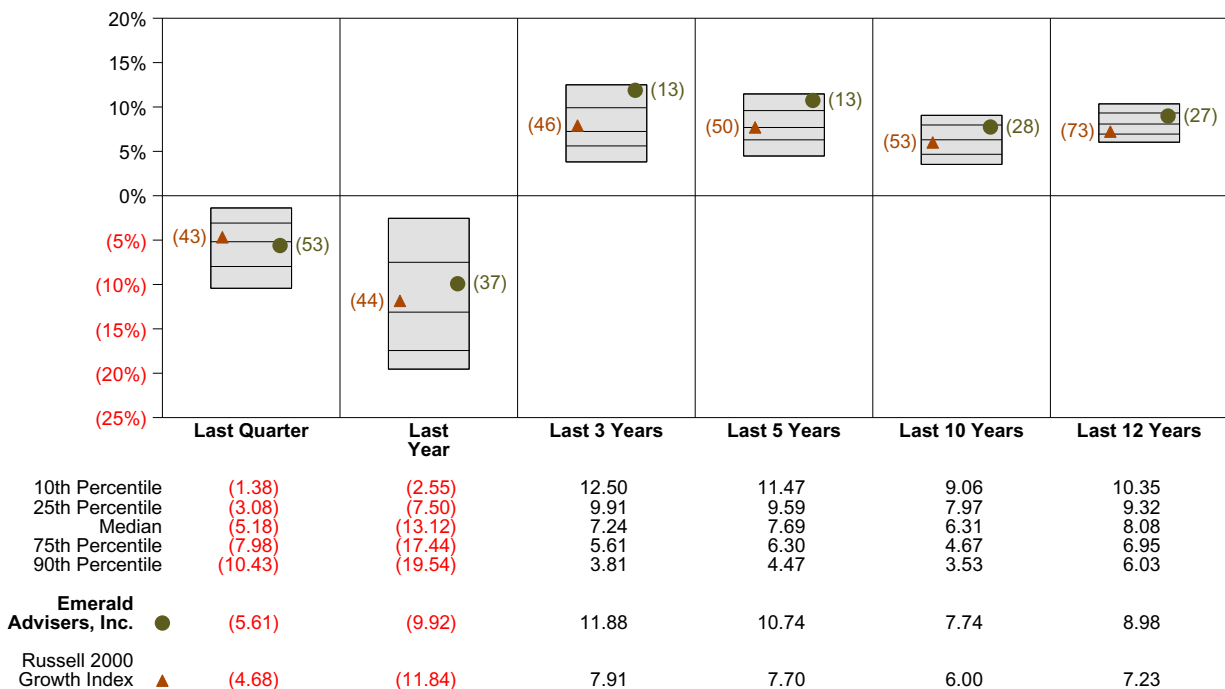 20%
15%
10%
5%
0%
(5%)
(10%)
(15%)
(20%)
(25%)
(43) (53)
(44) (37)
(46) (13)
(50) (13)
(53) (28)
(73) (27)
Last Quarter Last Year Last 3 Years Last 5 Years Last 10 Years Last 12 Years
10th Percentile (1.38) (2.55) 12.50 11.47 9.06 10.35
25th Percentile (3.08) (7.50) 9.91 9.59 7.97 9.32
Median (5.18) (13.12) 7.24 7.69 6.31 8.08
75th Percentile (7.98) (17.44) 5.61 6.30 4.67 6.95
90th Percentile (10.43) (19.54) 3.81 4.47 3.53 6.03
Emerald
Advisers, Inc. (5.61) (9.92) 11.88 10.74 7.74 8.98
Russell 2000
Growth Index (4.68) (11.84) 7.91 7.70 6.00 7.23